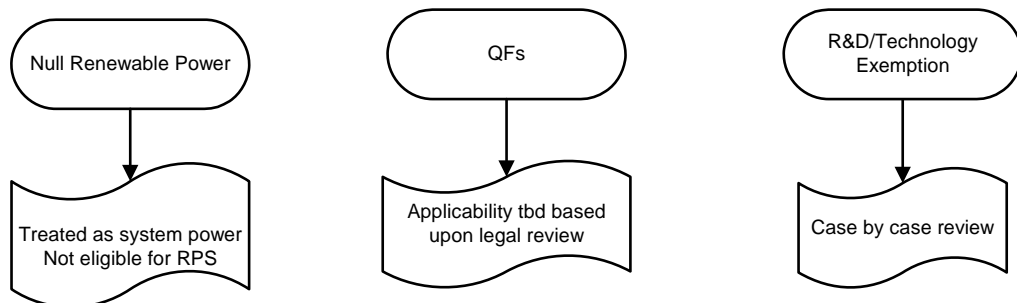 Null Renewable Power
QFs
R&D/Technology
Exemption
Treated as system power
Not eligible for RPS
Applicability tbd based
upon legal review
Case by case review